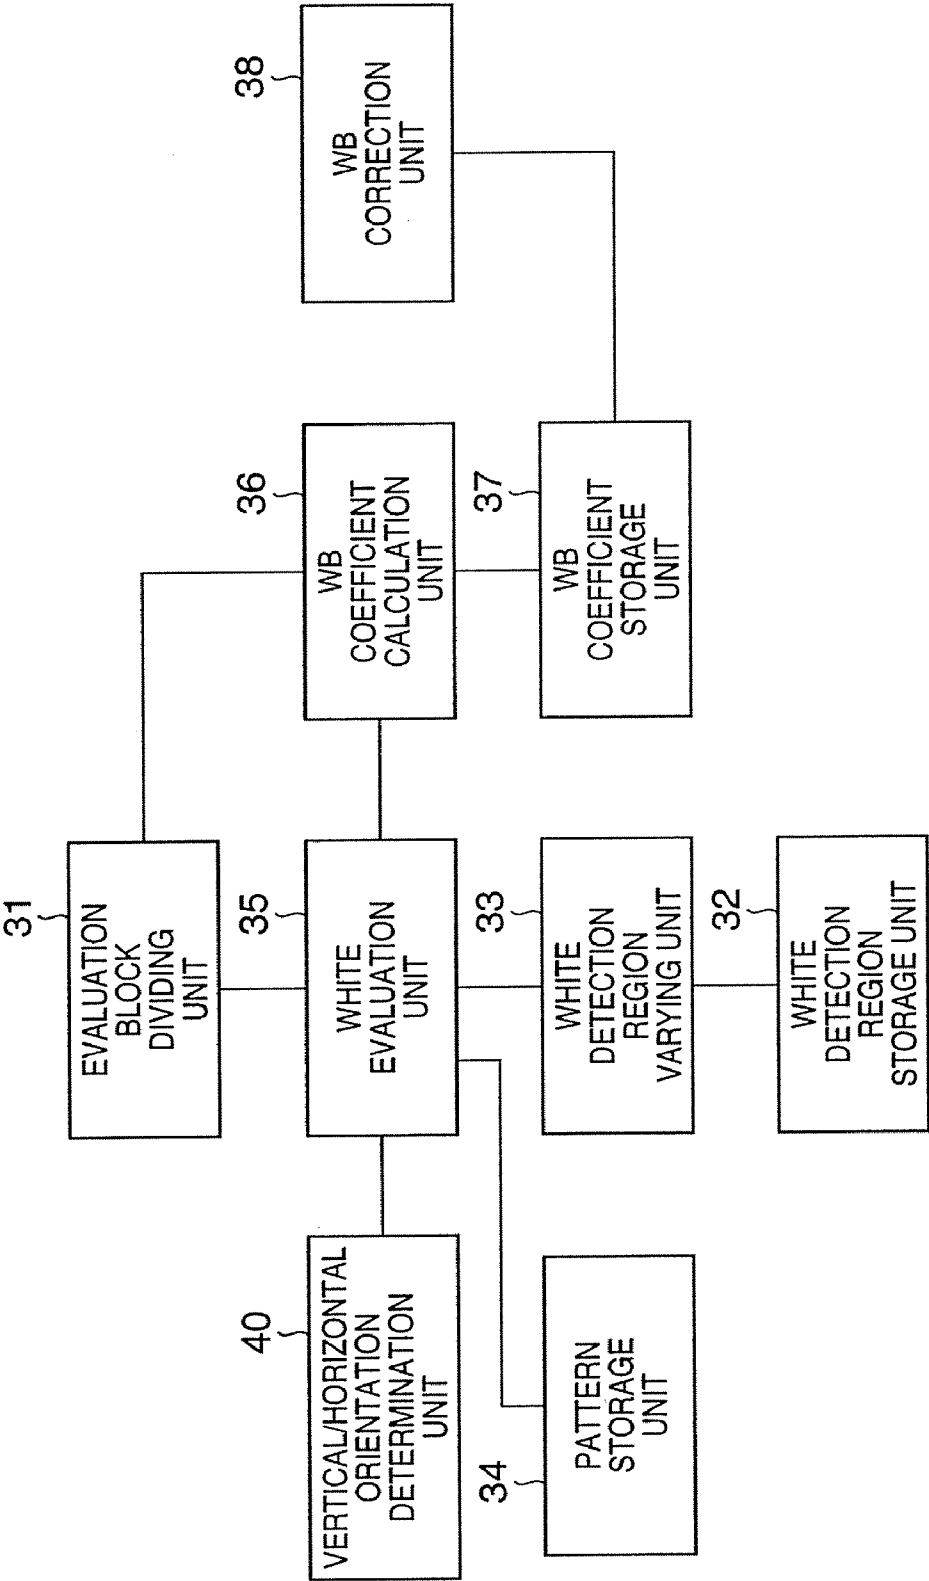 31
EVALUATION
BLOCK
DIVIDING
UNIT
40
VERTICAL/HORIZONTAL
ORIENTATION
DETERMINATION
UNIT
35
WHITE
EVALUATION
UNIT
36
WB
COEFFICIENT
CALCULATION
UNIT
38
WB
CORRECTION
UNIT
34
PATTERN
STORAGE
UNIT
33
WHITE
DETECTION
REGION
VARYING UNIT
37
WB
COEFFICIENT
STORAGE
UNIT
32
WHITE
DETECTION
REGION
STORAGE UNIT